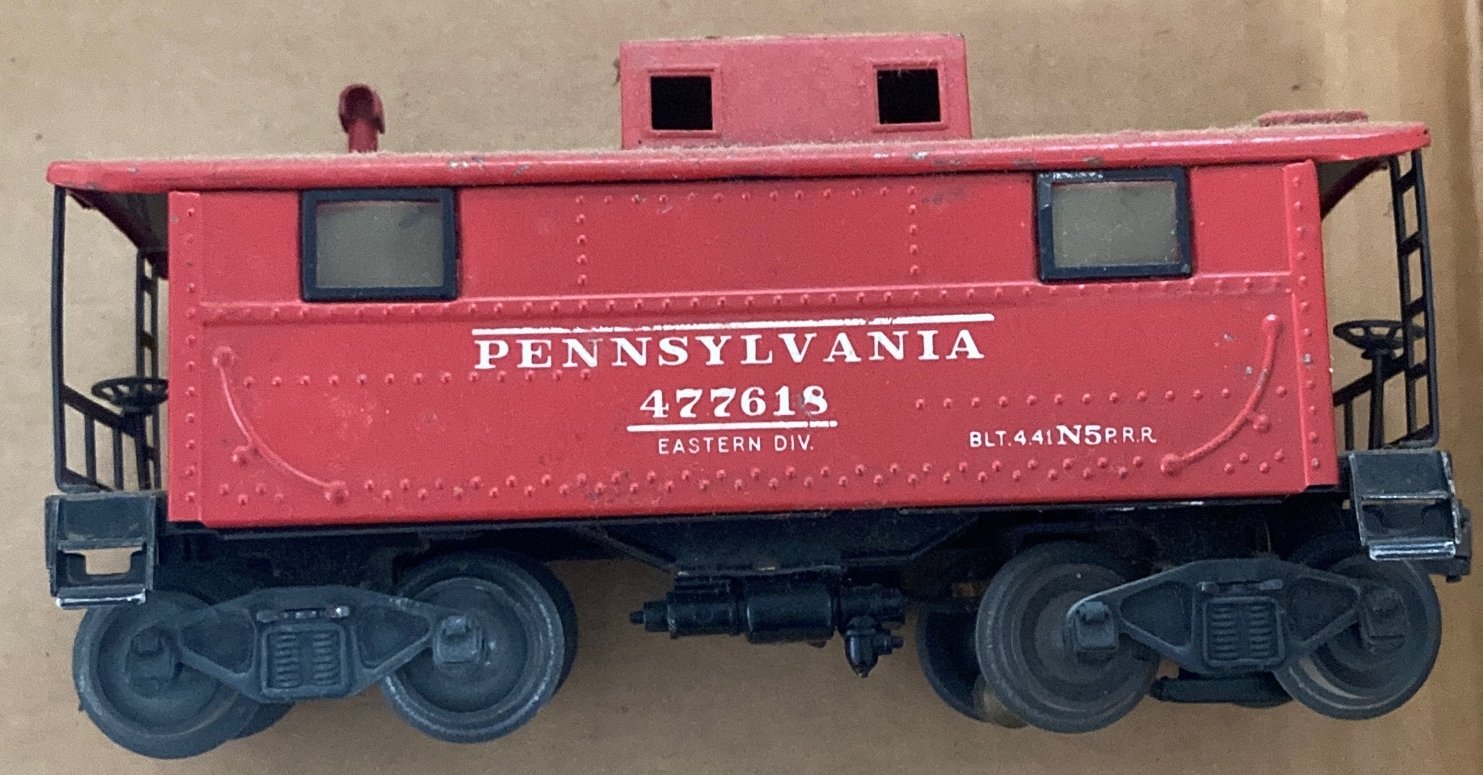 PENNSYLVANIA
477618
EASTERN DIV.
BLT.4.41 N5 P.R.R.